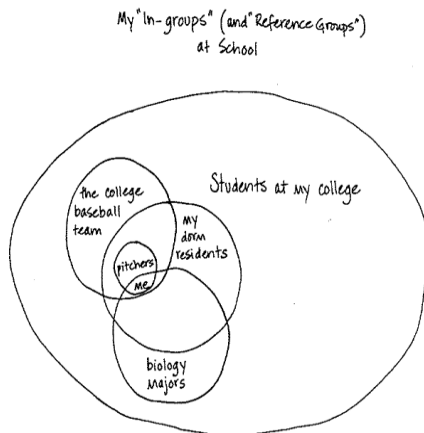 My "In-groups" (and "Reference Groups")
at School
Students at my college
the college
baseball
team
my
dorm
residents
pitchers
me
biology
Majors